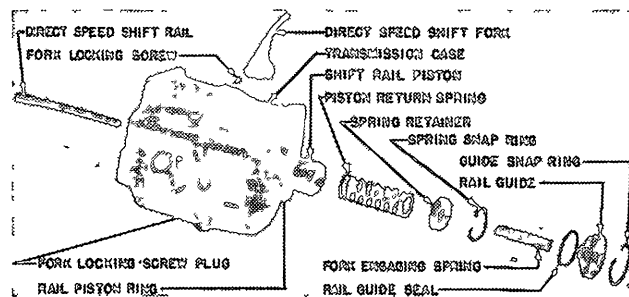 DIRECT SPEED SHIFT RAIL
DIRECT SPEED SHIFT FORK
FORK LOCKING SCREW
TRANSMISSION CASE
SHIFT RAIL PISTON
PISTON RETURN SPRING
SPRING RETAINER
SPRING SNAP RING
GUIDE SNAP RING
RAIL GUIDE
FORK LOCKING SCREW PLUG
FORK ENGAGING SPRING
RAIL PISTON RING
RAIL GUIDE SEAL